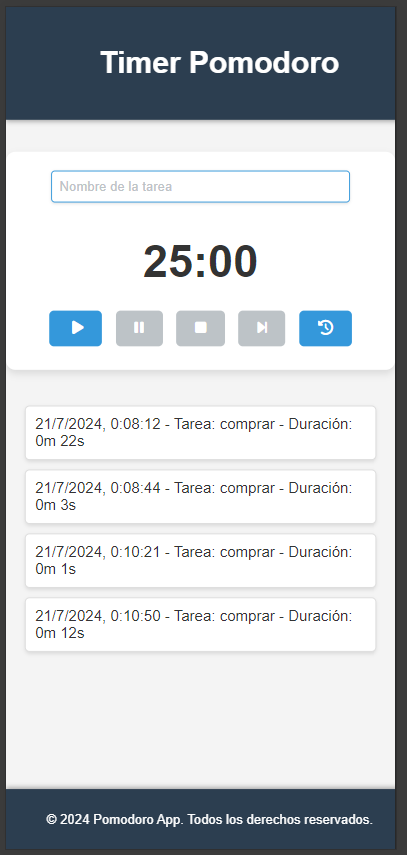 Timer Pomodoro
Nombre de la tarea
25:00
21/7/2024, 0:08:12 - Tarea: comprar - Duración:
0m 22s
21/7/2024, 0:08:44 - Tarea: comprar - Duración:
0m 3s
21/7/2024, 0:10:21 - Tarea: comprar - Duración:
0m 1s
21/7/2024, 0:10:50 - Tarea: comprar - Duración:
0m 12s
© 2024 Pomodoro App. Todos los derechos reservados.